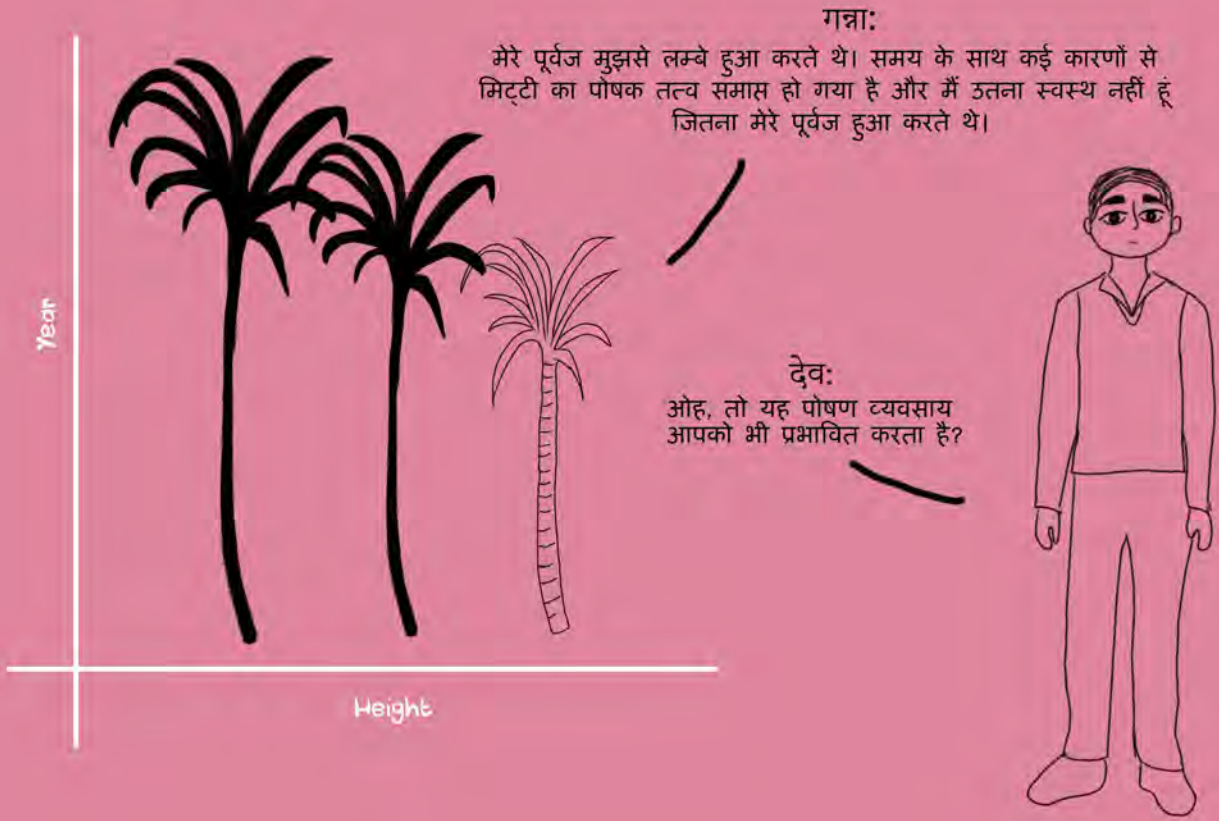 गन्ना:
मेरे पूर्वज मुझसे लम्बे हुआ करते थे। समय के साथ कई कारणों से
मिट्टी का पोषक तत्व समाप्त हो गया है और मैं उतना स्वस्थ नहीं हूं
जितना मेरे पूर्वज हुआ करते थे।
Year
देव:
ओह, तो यह पोषण व्यवसाय
आपको भी प्रभावित करता है?
Height